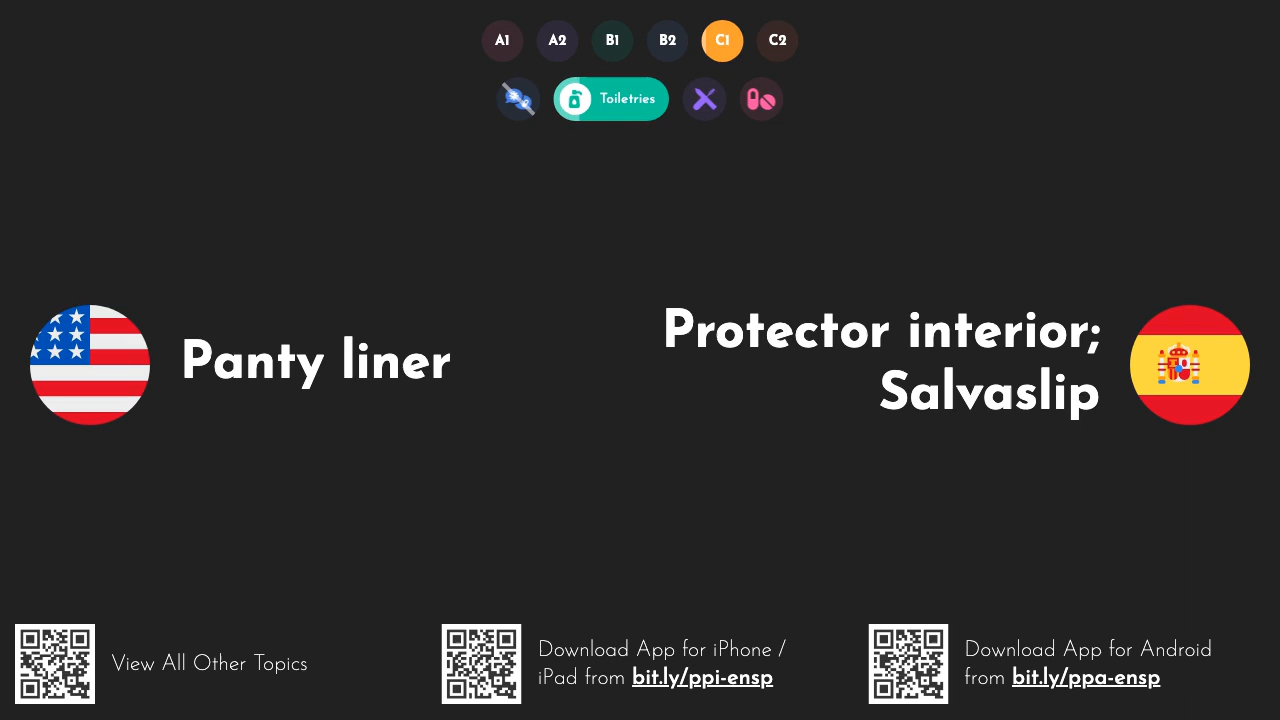 A1 A2 B1 B2 C1 C2
Toiletries
Panty liner
Protector interior;
Salvaslip
View All Other Topics
Download App for iPhone /
iPad from bit.ly/ppi-ensp
Download App for Android
from bit.ly/ppa-ensp